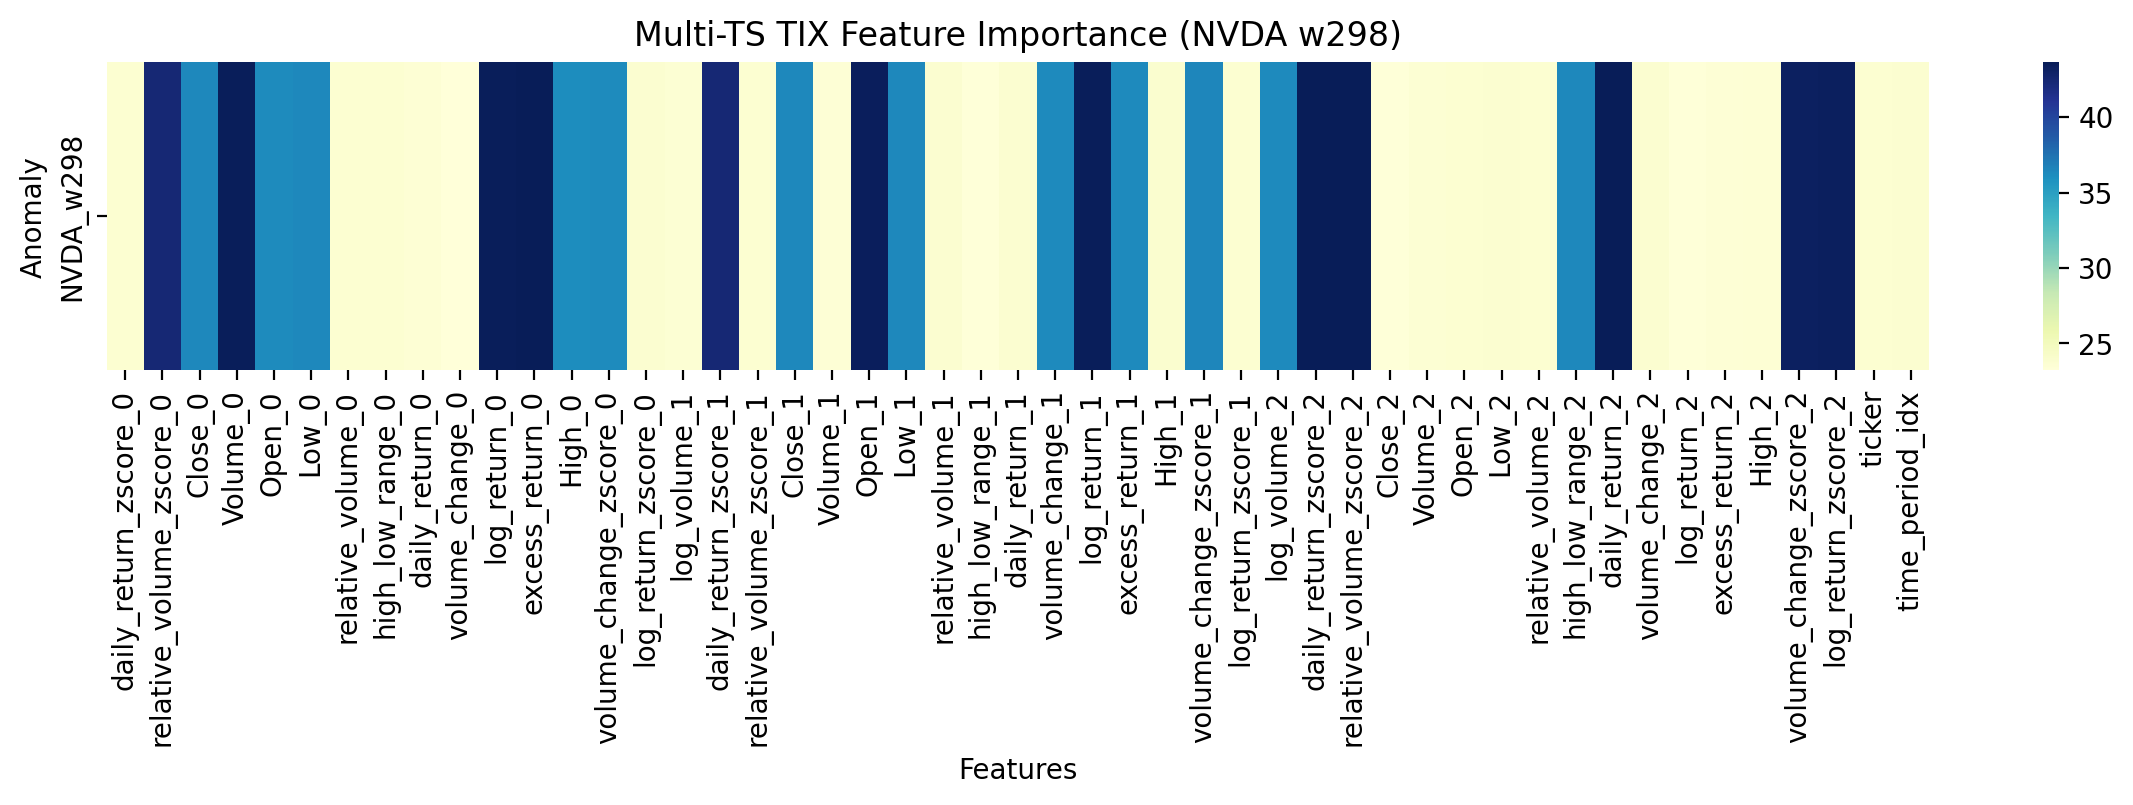 Multi-TS TIX Feature Importance (NVDA w298)
Anomaly
NVDA_w298
40
35
30
25
daily_return_zscore_0
relative_volume_zscore_0
Close_0
Volume_0
Open_0
Low_0
relative_volume_0
high_low_range_0
daily_return_0
volume_change_0
log_return_0
excess_return_0
High_0
volume_change_zscore_0
log_return_zscore_0
log_volume_1
daily_return_zscore_1
relative_volume_zscore_1
Close_1
Volume_1
Open_1
Low_1
relative_volume_1
high_low_range_1
daily_return_1
volume_change_1
log_return_1
excess_return_1
High_1
volume_change_zscore_1
log_return_zscore_1
log_volume_2
daily_return_zscore_2
relative_volume_zscore_2
Close_2
Volume_2
Open_2
Low_2
relative_volume_2
high_low_range_2
daily_return_2
volume_change_2
log_return_2
excess_return_2
High_2
volume_change_zscore_2
log_return_zscore_2
ticker
time_period_idx
Features